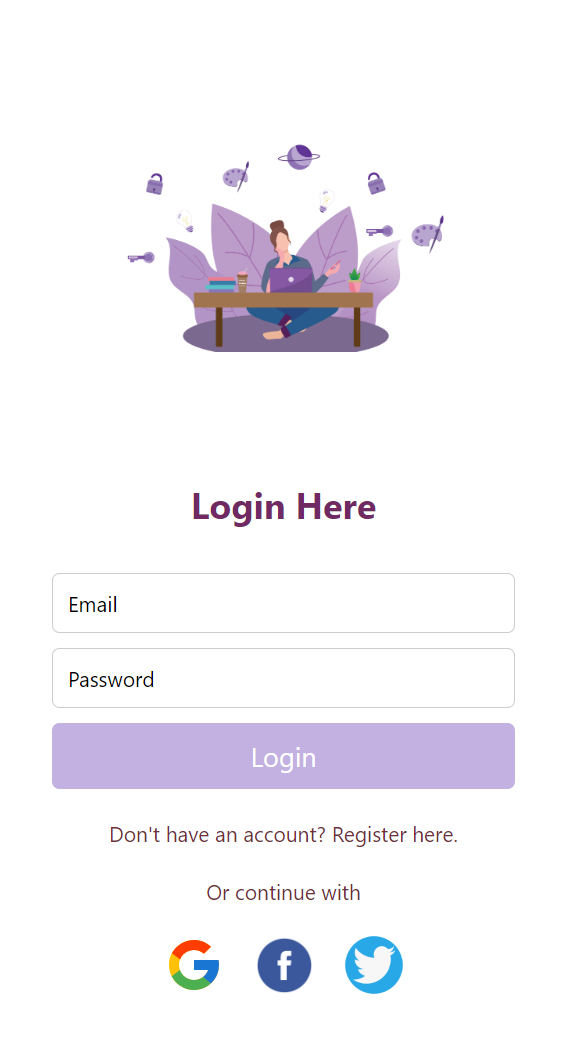 Login Here
Email
Password
Login
Don't have an account? Register here.
Or continue with